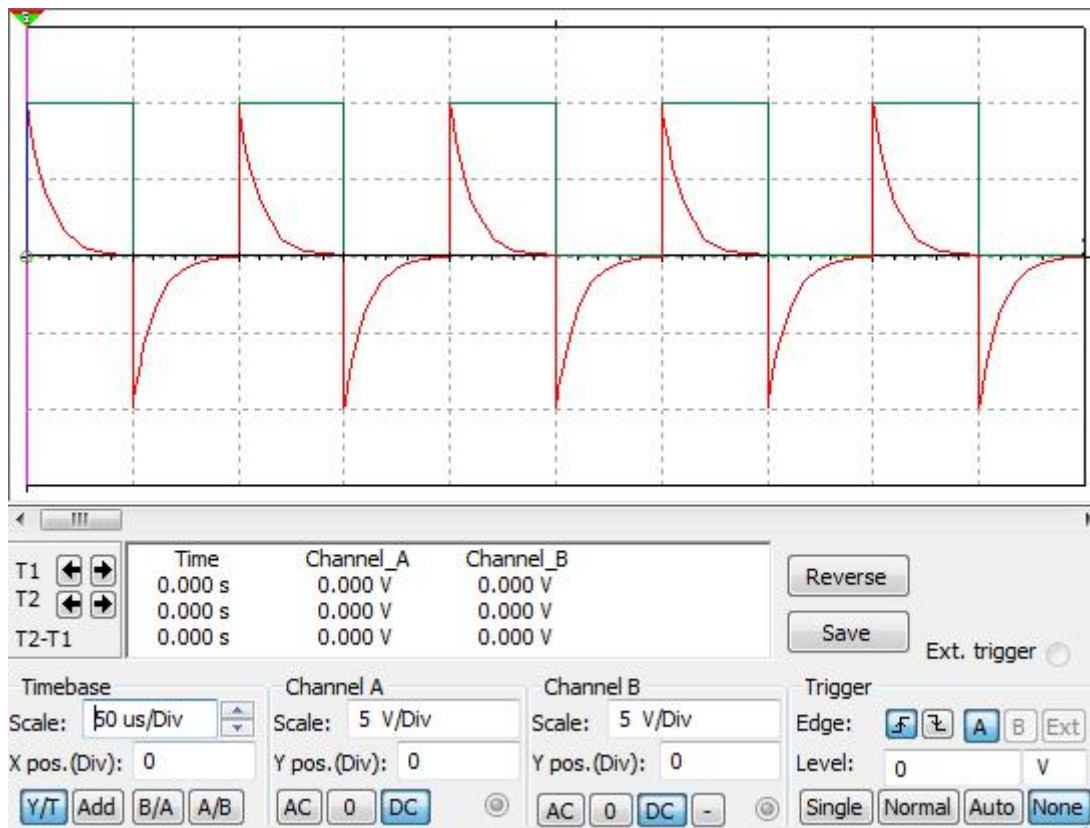 Time Channel_A Channel_B
T1 0.000 s 0.000 V 0.000 V
T2 0.000 s 0.000 V 0.000 V
T2-T1 0.000 s 0.000 V 0.000 V
Reverse
Save
Ext. trigger
Timebase
Scale: 50 us/Div
X pos.(Div): 0
Y/T Add B/A A/B
Channel A
Scale: 5 V/Div
Y pos.(Div): 0
AC 0 DC
Channel B
Scale: 5 V/Div
Y pos.(Div): 0
AC 0 DC -
Trigger
Edge: A B Ext
Level: 0 V
Single Normal Auto None